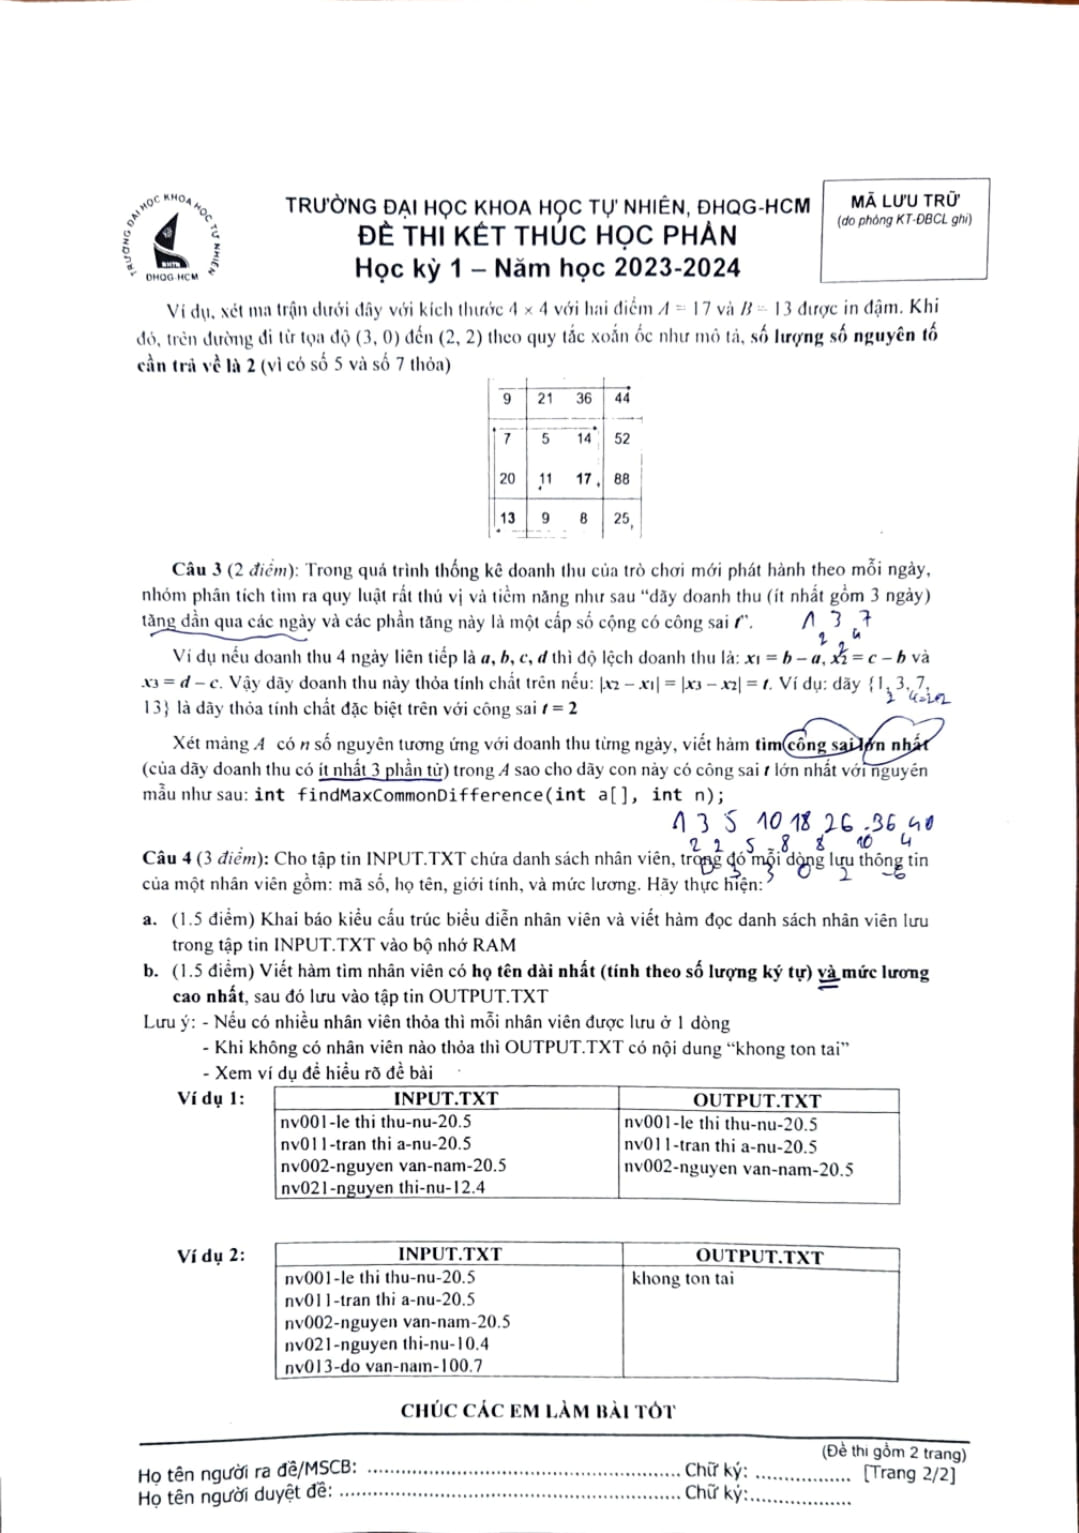 TRƯỜNG ĐẠI HỌC KHOA HỌC TỰ NHIÊN
ĐHQG-HCM
TRƯỜNG ĐẠI HỌC KHOA HỌC TỰ NHIÊN, ĐHQG-HCM
ĐỀ THI KẾT THÚC HỌC PHẦN
Học kỳ 1 – Năm học 2023-2024
MÃ LƯU TRỮ
(do phòng KT-ĐBCL ghi)
Ví dụ, xét ma trận dưới đây với kích thước 4 × 4 với hai điểm A = 17 và B = 13 được in đậm. Khi
đó, trên đường đi từ tọa độ (3, 0) đến (2, 2) theo quy tắc xoắn ốc như mô tả, số lượng số nguyên tố
cần trả về là 2 (vì có số 5 và số 7 thỏa)
9 21 36 44
7 5 14 52
20 11 17 88
13 9 8 25
Câu 3 (2 điểm): Trong quá trình thống kê doanh thu của trò chơi mới phát hành theo mỗi ngày,
nhóm phân tích tìm ra quy luật rất thú vị và tiềm năng như sau “dãy doanh thu (ít nhất gồm 3 ngày)
tăng dần qua các ngày và các phần tăng này là một cấp số cộng có công sai t”.
1 3 7
2 4
2
Ví dụ nếu doanh thu 4 ngày liên tiếp là a, b, c, d thì độ lệch doanh thu là: x1 = b – a, x2 = c – b và
x3 = d – c. Vậy dãy doanh thu này thỏa tính chất trên nếu: |x2 – x1| = |x3 – x2| = t. Ví dụ: dãy {1, 3, 7,
13} là dãy thỏa tính chất đặc biệt trên với công sai t = 2
Xét mảng A có n số nguyên tương ứng với doanh thu từng ngày, viết hàm tìm công sai lớn nhất
(của dãy doanh thu có ít nhất 3 phần tử) trong A sao cho dãy con này có công sai t lớn nhất với nguyên
mẫu như sau: int findMaxCommonDifference(int a[], int n);
1 3 5 10 18 26 36 40
2 2 5 8 8 10 4
0 3 3 0 2 -6
Câu 4 (3 điểm): Cho tập tin INPUT.TXT chứa danh sách nhân viên, trong đó mỗi dòng lưu thông tin
của một nhân viên gồm: mã số, họ tên, giới tính, và mức lương. Hãy thực hiện:
a. (1.5 điểm) Khai báo kiểu cấu trúc biểu diễn nhân viên và viết hàm đọc danh sách nhân viên lưu
trong tập tin INPUT.TXT vào bộ nhớ RAM
b. (1.5 điểm) Viết hàm tìm nhân viên có họ tên dài nhất (tính theo số lượng ký tự) và mức lương
cao nhất, sau đó lưu vào tập tin OUTPUT.TXT
Lưu ý: - Nếu có nhiều nhân viên thỏa thì mỗi nhân viên được lưu ở 1 dòng
- Khi không có nhân viên nào thỏa thì OUTPUT.TXT có nội dung “khong ton tai”
- Xem ví dụ để hiểu rõ đề bài
Ví dụ 1:
INPUT.TXT OUTPUT.TXT
nv001-le thi thu-nu-20.5 nv001-le thi thu-nu-20.5
nv011-tran thi a-nu-20.5 nv011-tran thi a-nu-20.5
nv002-nguyen van-nam-20.5 nv002-nguyen van-nam-20.5
nv021-nguyen thi-nu-12.4
Ví dụ 2:
INPUT.TXT OUTPUT.TXT
nv001-le thi thu-nu-20.5 khong ton tai
nv011-tran thi a-nu-20.5
nv002-nguyen van-nam-20.5
nv021-nguyen thi-nu-10.4
nv013-do van-nam-100.7
CHÚC CÁC EM LÀM BÀI TỐT
(Đề thi gồm 2 trang)
Họ tên người ra đề/MSCB: ........................ Chữ ký: ............... [Trang 2/2]
Họ tên người duyệt đề: ........................ Chữ ký:...............